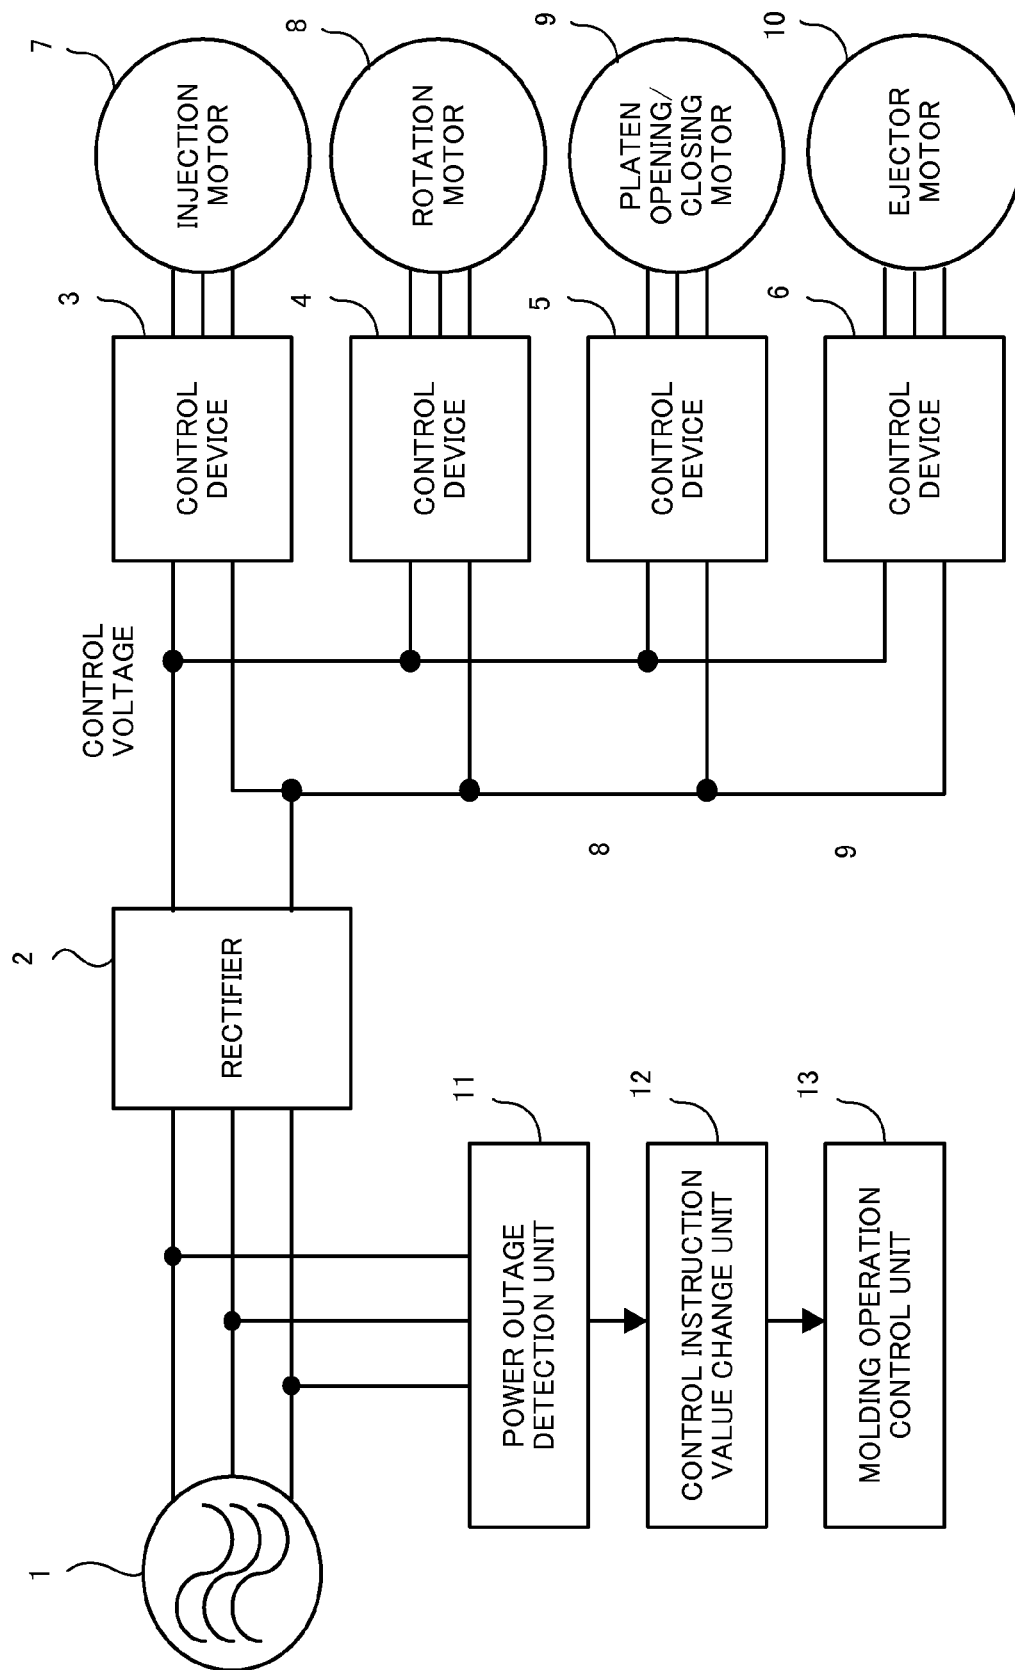 1
2
RECTIFIER
CONTROL
VOLTAGE
3
CONTROL
DEVICE
7
INJECTION
MOTOR
4
CONTROL
DEVICE
8
ROTATION
MOTOR
5
CONTROL
DEVICE
9
PLATEN
OPENING/
CLOSING
MOTOR
6
CONTROL
DEVICE
10
EJECTOR
MOTOR
8
9
11
POWER OUTAGE
DETECTION UNIT
12
CONTROL INSTRUCTION
VALUE CHANGE UNIT
13
MOLDING OPERATION
CONTROL UNIT